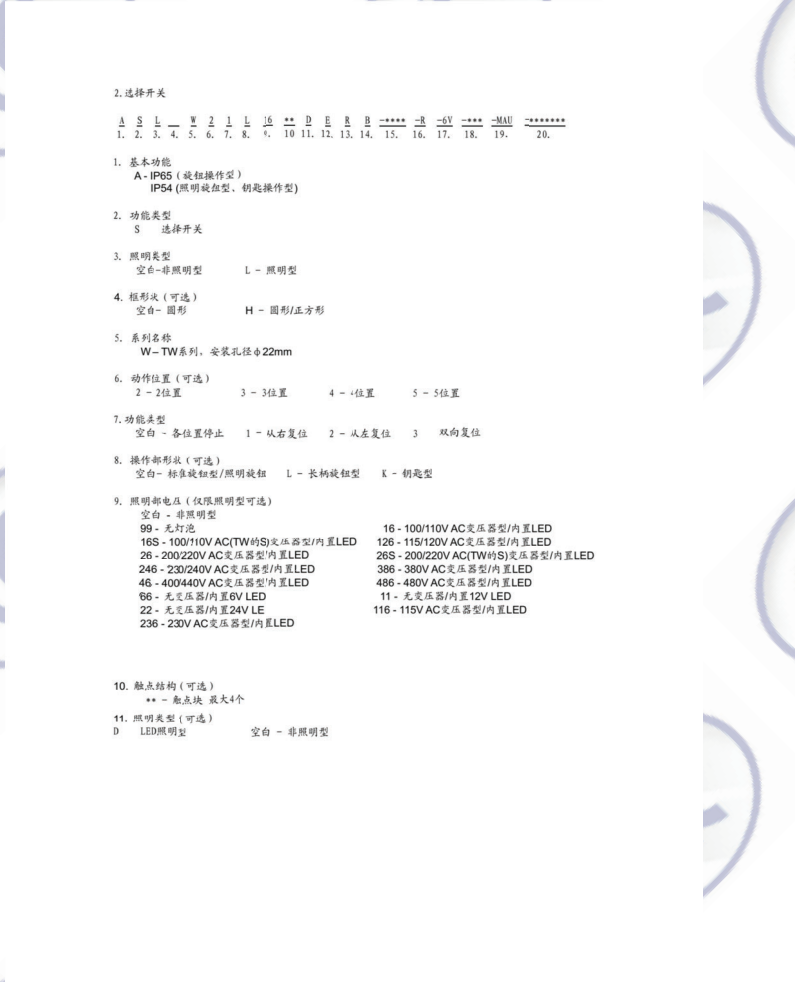 2.选择开关
A S L __ W 2 1 L 16 ** D E R B -**** -R -6V -*** -MAU -*******
1. 2. 3. 4. 5. 6. 7. 8. 9. 10 11. 12. 13. 14. 15. 16. 17. 18. 19. 20.
1. 基本功能
A - IP65 (旋钮操作型)
IP54 (照明旋钮型、钥匙操作型)
2. 功能类型
S 选择开关
3. 照明类型
空白-非照明型 L - 照明型
4. 框形状(可选)
空白- 圆形 H - 圆形/正方形
5. 系列名称
W – TW系列，安装孔径ф22mm
6. 动作位置(可选)
2 - 2位置 3 - 3位置 4 - 4位置 5 - 5位置
7. 功能类型
空白 - 各位置停止 1 - 从右复位 2 - 从左复位 3 双向复位
8. 操作部形状(可选)
空白- 标准旋钮型/照明旋钮 L - 长柄旋钮型 K - 钥匙型
9. 照明部电压(仅限照明型可选)
空白 - 非照明型
99 - 无灯泡 16 - 100/110V AC变压器型/内置LED
16S - 100/110V AC(TW的S)变压器型/内置LED 126 - 115/120V AC变压器型/内置LED
26 - 200/220V AC变压器型/内置LED 26S - 200/220V AC(TW的S)变压器型/内置LED
246 - 230/240V AC变压器型/内置LED 386 - 380V AC变压器型/内置LED
46 - 400/440V AC变压器型/内置LED 486 - 480V AC变压器型/内置LED
66 - 无变压器/内置6V LED 11 - 无变压器/内置12V LED
22 - 无变压器/内置24V LE 116 - 115V AC变压器型/内置LED
236 - 230V AC变压器型/内置LED
10. 触点结构(可选)
** - 触点块 最大4个
11. 照明类型(可选)
D LED照明型 空白 - 非照明型